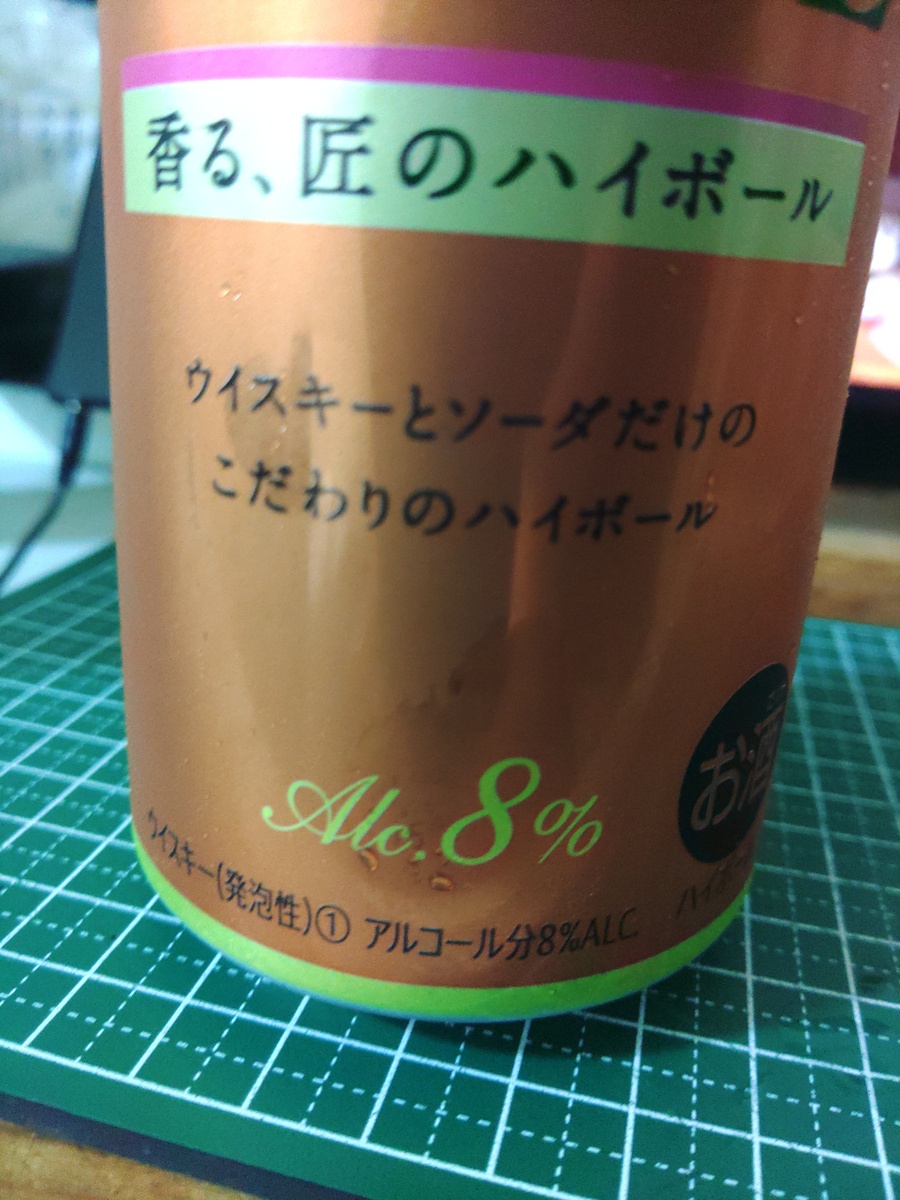 香る、匠のハイボール
ウイスキーとソーダだけの
こだわりのハイボール
Alc.8%
お酒
ウイスキー(発泡性)① アルコール分8%ALC.